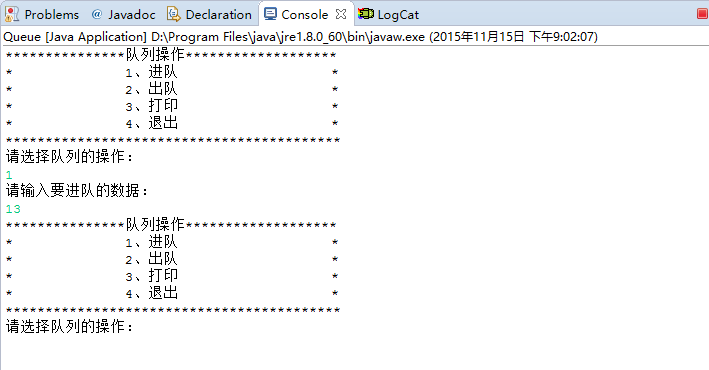 Problems @ Javadoc Declaration Console LogCat
Queue [Java Application] D:\Program Files\java\jre1.8.0_60\bin\javaw.exe (2015年11月15日 下午9:02:07)
***************队列操作*******************
* 1、进队 *
* 2、出队 *
* 3、打印 *
* 4、退出 *
******************************************
请选择队列的操作:
1
请输入要进队的数据:
13
***************队列操作*******************
* 1、进队 *
* 2、出队 *
* 3、打印 *
* 4、退出 *
******************************************
请选择队列的操作: